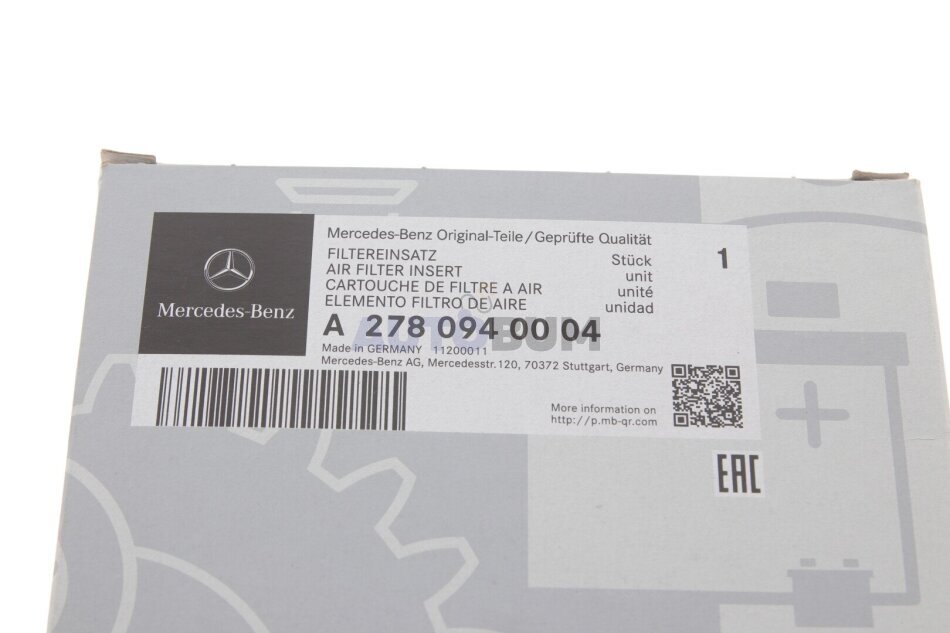 Mercedes-Benz
Mercedes-Benz Original-Teile/Geprüfte Qualität
FILTEREINSATZ
AIR FILTER INSERT
CARTOUCHE DE FILTRE A AIR
ELEMENTO FILTRO DE AIRE
Stück
unit
unité
unidad
1
A 278 094 00 04
AUTOBUM
Made in GERMANY 11200011
Mercedes-Benz AG, Mercedesstr.120, 70372 Stuttgart, Germany
More information on
http://p.mb-qr.com
EAC